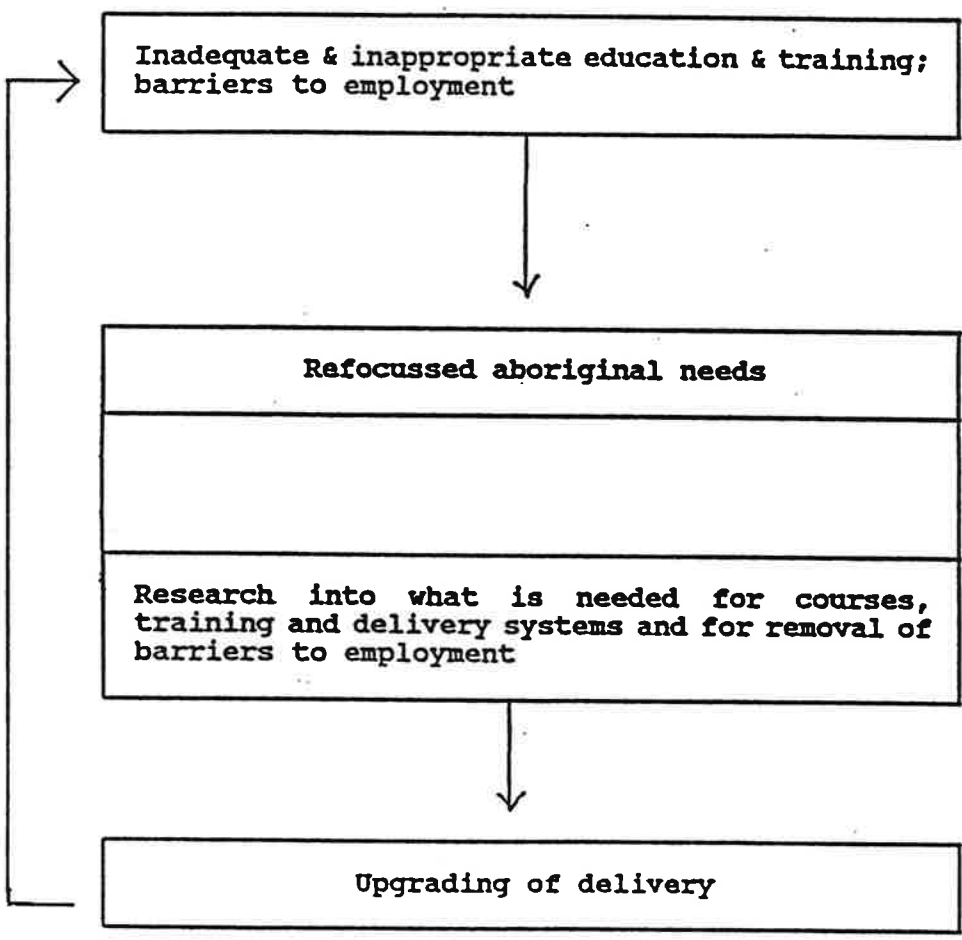 Inadequate & inappropriate education & training;
barriers to employment
Refocussed aboriginal needs
Research into what is needed for courses,
training and delivery systems and for removal of
barriers to employment
Upgrading of delivery